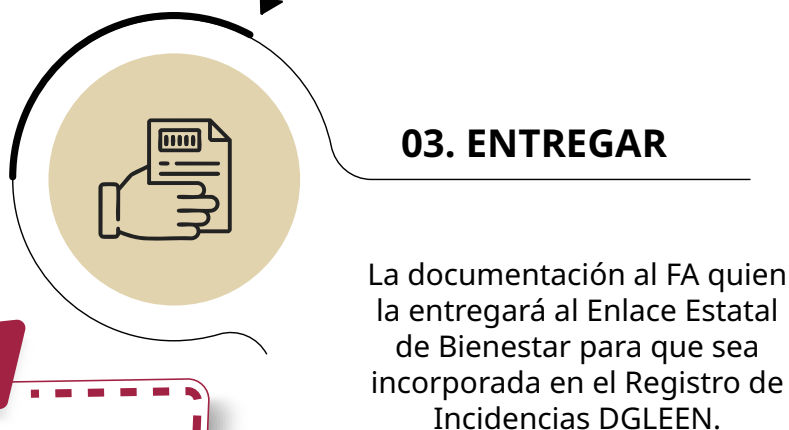 03. ENTREGAR
La documentación al FA quien
la entregará al Enlace Estatal
de Bienestar para que sea
incorporada en el Registro de
Incidencias DGLEEN.